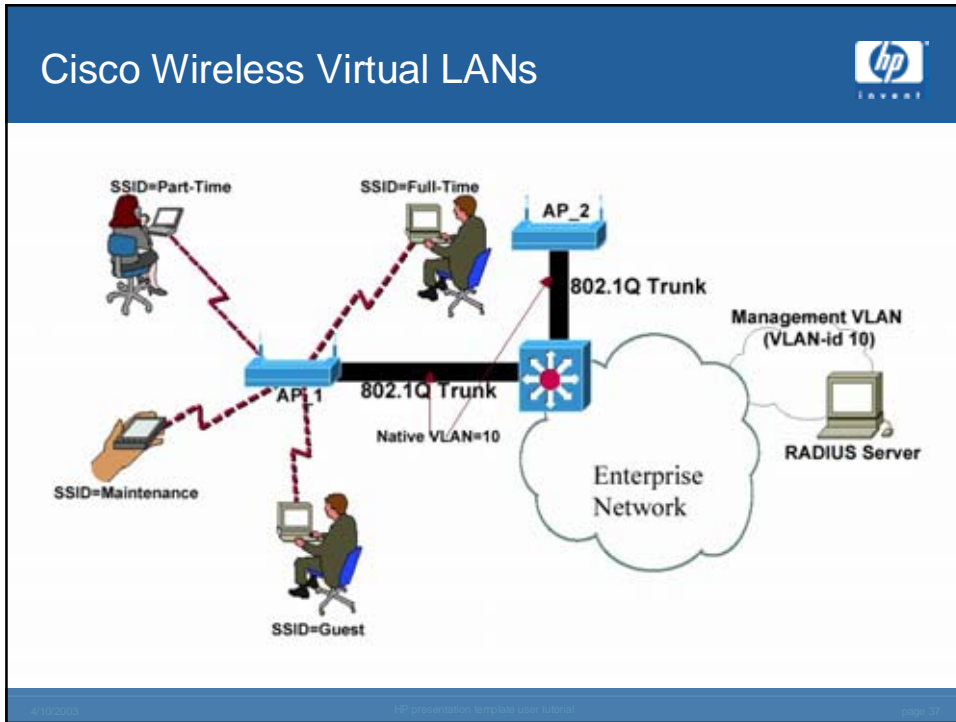 Cisco Wireless Virtual LANs
hp
invent
SSID=Part-Time
SSID=Full-Time
AP_2
802.1Q Trunk
Management VLAN
(VLAN-id 10)
AP_1
802.1Q Trunk
Native VLAN=10
RADIUS Server
Enterprise
Network
SSID=Maintenance
SSID=Guest
4/10/2003
HP presentation template user tutorial
page 37